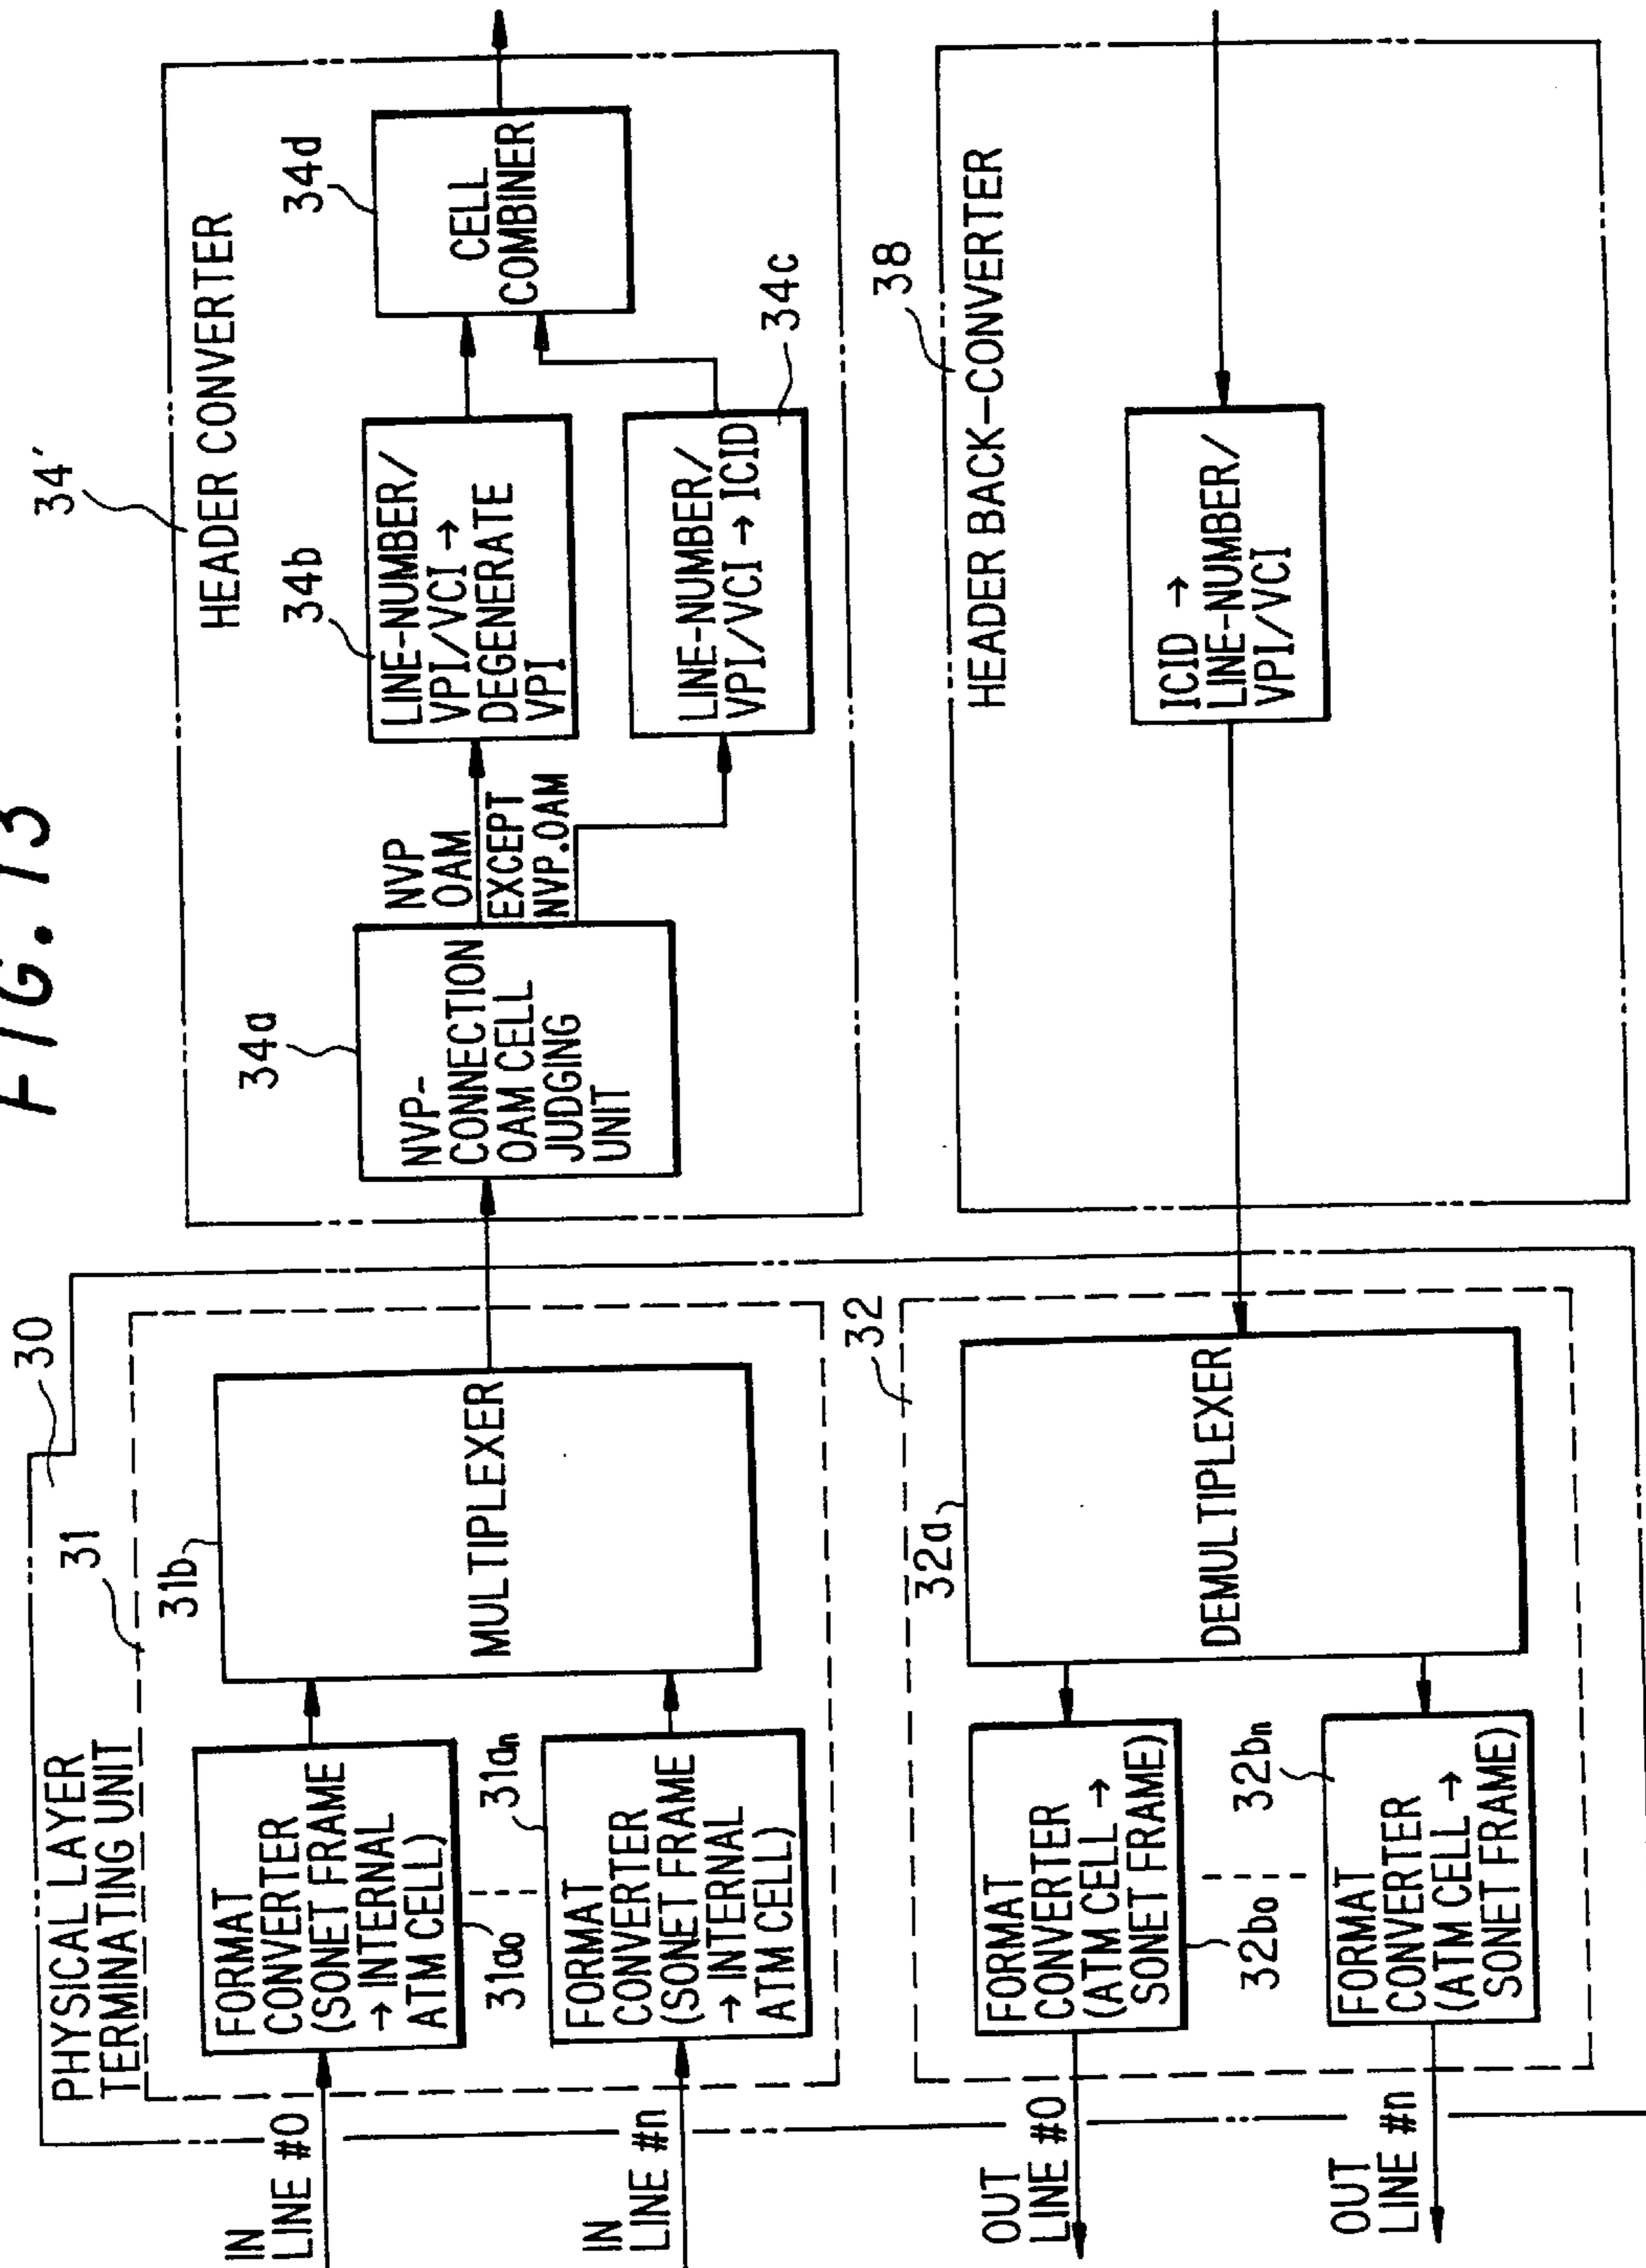 FIG. 13
PHYSICAL LAYER
TERMINATING UNIT
30
31
IN
LINE #0
IN
LINE #n
FORMAT
CONVERTER
(SONET FRAME
→ INTERNAL
ATM CELL)
31a0
31an
FORMAT
CONVERTER
(SONET FRAME
→ INTERNAL
ATM CELL)
31b
MULTIPLEXER
34′
HEADER CONVERTER
34a
NVP-
CONNECTION
OAM CELL
JUDGING
UNIT
NVP
OAM
EXCEPT
NVP.OAM
34b
LINE-NUMBER/
VPI/VCI →
DEGENERATE
VPI
LINE-NUMBER/
VPI/VCI → ICID
34c
34d
CELL
COMBINER
OUT
LINE #0
OUT
LINE #n
FORMAT
CONVERTER
(ATM CELL →
SONET FRAME)
32b0
32bn
FORMAT
CONVERTER
(ATM CELL →
SONET FRAME)
32
32a
DEMULTIPLEXER
38
HEADER BACK-CONVERTER
ICID →
LINE-NUMBER/
VPI/VCI